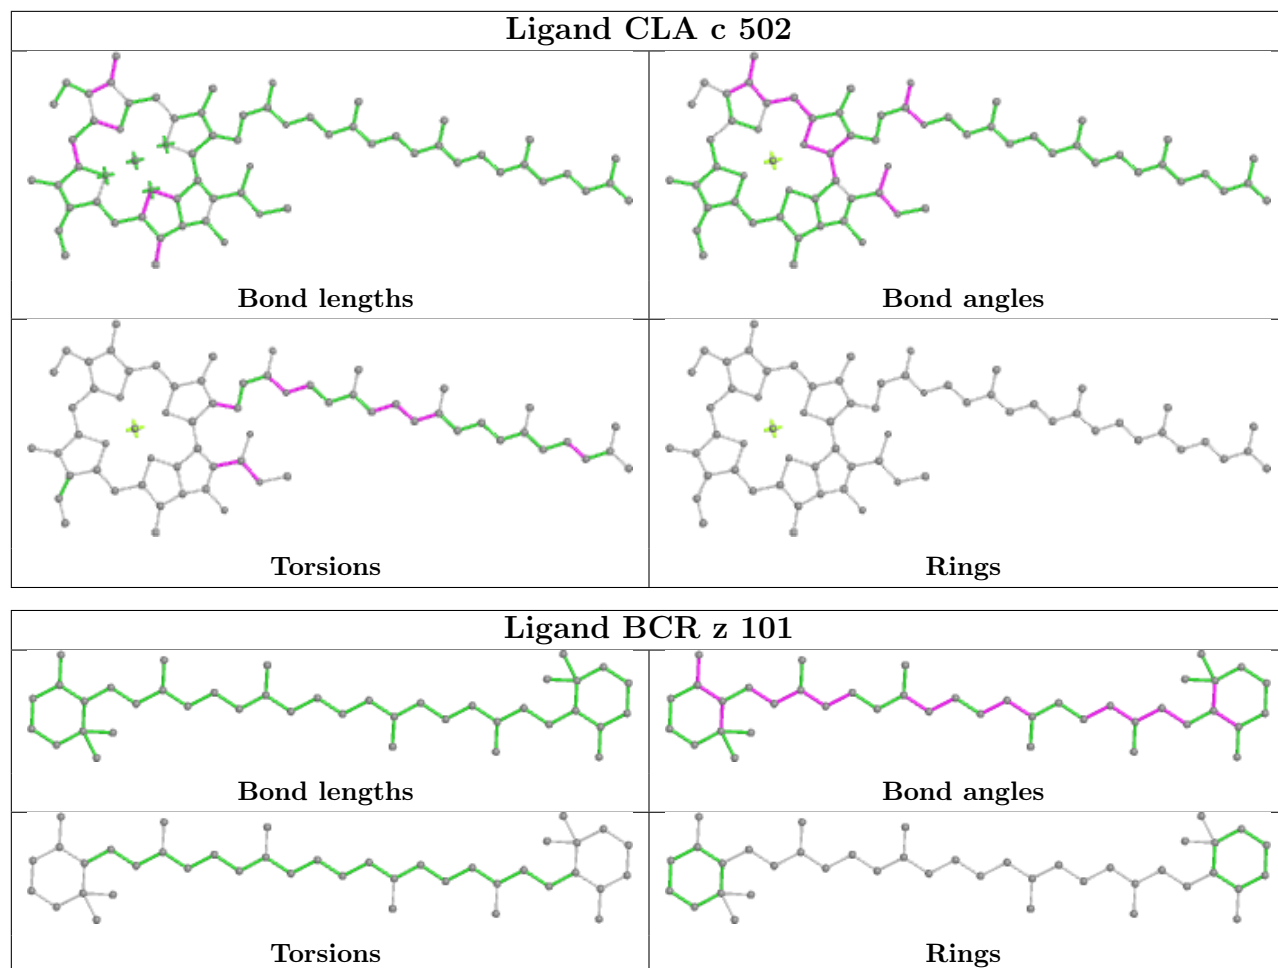 Ligand CLA c 502
Bond lengths
Bond angles
Torsions
Rings
Ligand BCR z 101
Bond lengths
Bond angles
Torsions
Rings